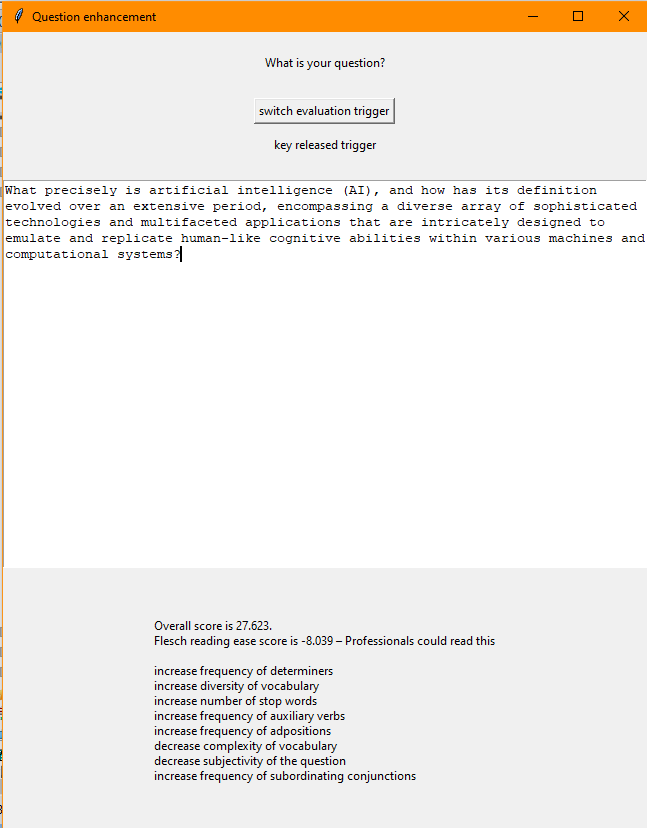 Question enhancement
What is your question?
switch evaluation trigger
key released trigger
What precisely is artificial intelligence (AI), and how has its definition
evolved over an extensive period, encompassing a diverse array of sophisticated
technologies and multifaceted applications that are intricately designed to
emulate and replicate human-like cognitive abilities within various machines and
computational systems?
Overall score is 27.623.
Flesch reading ease score is -8.039 – Professionals could read this
increase frequency of determiners
increase diversity of vocabulary
increase number of stop words
increase frequency of auxiliary verbs
increase frequency of adpositions
decrease complexity of vocabulary
decrease subjectivity of the question
increase frequency of subordinating conjunctions